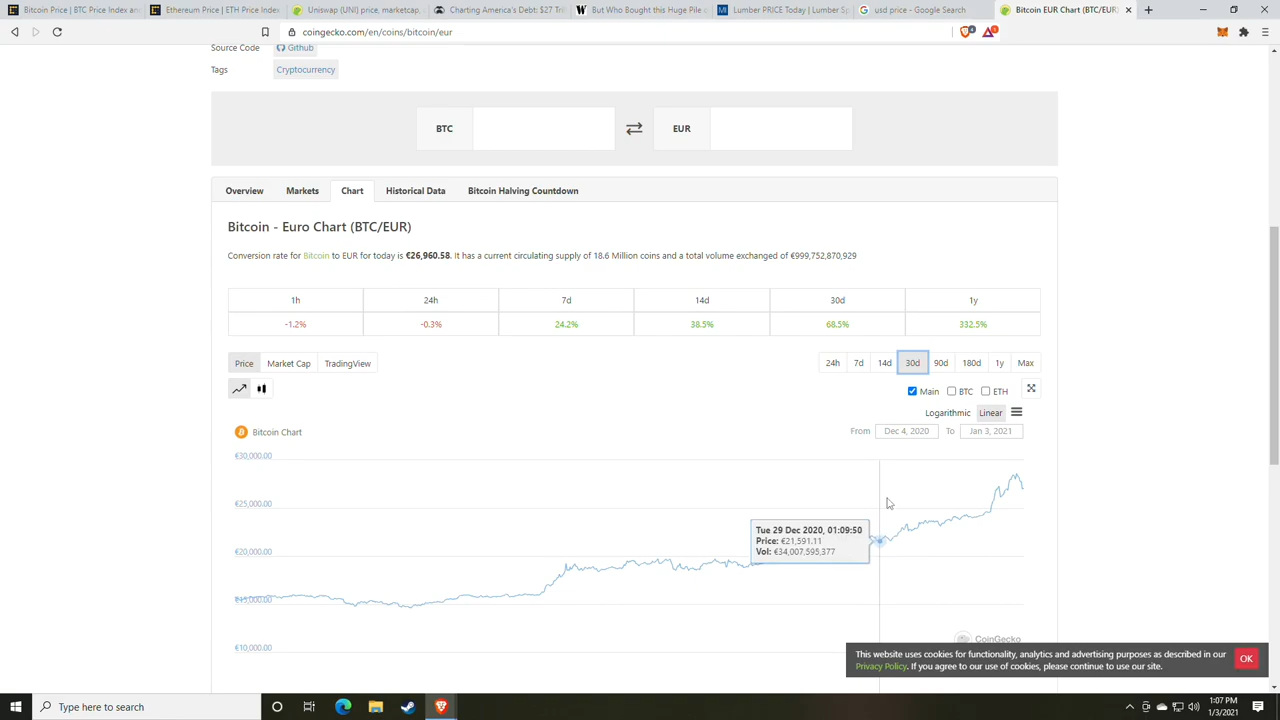 Bitcoin Price | BTC Price Index and
Ethereum Price | ETH Price Index
Uniswap (UNI) price, marketcap,
Charting America's Debt: $27 Tri
But Who Bought this Huge Pile o
Lumber PRICE Today | Lumber Sp
usd price - Google Search
Bitcoin EUR Chart (BTC/EUR)
coingecko.com/en/coins/bitcoin/eur
Source Code Github
Tags Cryptocurrency
BTC EUR
Overview Markets Chart Historical Data Bitcoin Halving Countdown
Bitcoin - Euro Chart (BTC/EUR)
Conversion rate for Bitcoin to EUR for today is €26,960.58. It has a current circulating supply of 18.6 Million coins and a total volume exchanged of €999,752,870,929
1h 24h 7d 14d 30d 1y
-1.2% -0.3% 24.2% 38.5% 68.5% 332.5%
Price Market Cap TradingView 24h 7d 14d 30d 90d 180d 1y Max
Main BTC ETH
Logarithmic Linear
Bitcoin Chart From Dec 4, 2020 To Jan 3, 2021
€30,000.00
€25,000.00
Tue 29 Dec 2020, 01:09:50
Price: €21,591.11
Vol: €34,007,595,377
€20,000.00
€15,000.00
€10,000.00
CoinGecko
This website uses cookies for functionality, analytics and advertising purposes as described in our
Privacy Policy. If you agree to our use of cookies, please continue to use our site.
OK
Type here to search
1:07 PM
1/3/2021